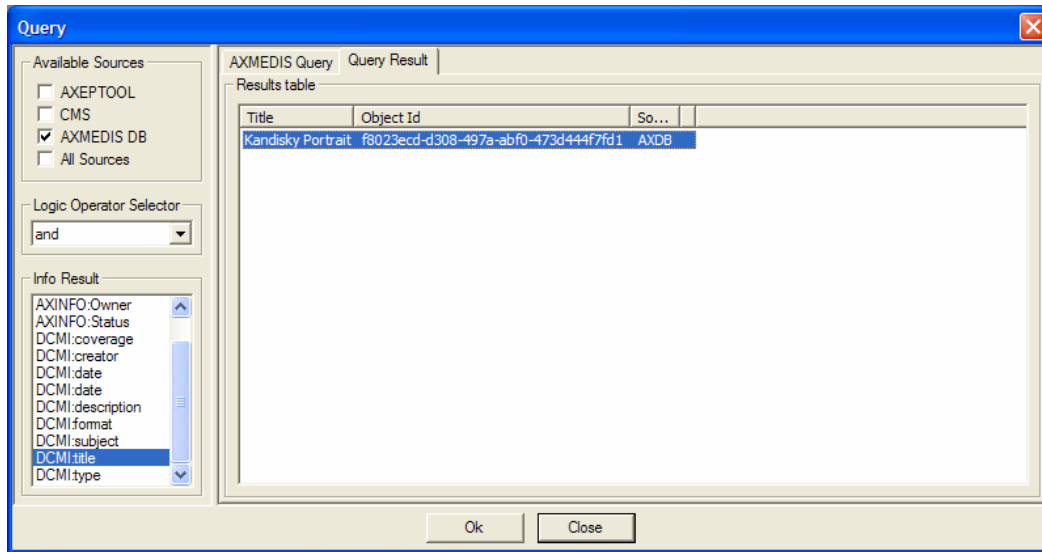 Query
Available Sources
AXEPTOOL
CMS
AXMEDIS DB
All Sources
Logic Operator Selector
and
Info Result
AXINFO:Owner
AXINFO:Status
DCMI:coverage
DCMI:creator
DCMI:date
DCMI:date
DCMI:description
DCMI:format
DCMI:subject
DCMI:title
DCMI:type
AXMEDIS Query Query Result
Results table
Title Object Id So...
Kandisky Portrait f8023ecd-d308-497a-abf0-473d444f7fd1 AXDB
Ok Close